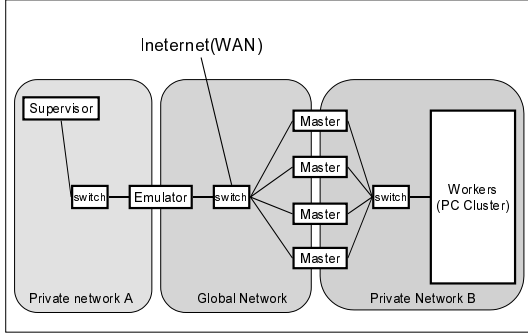 Ineternet(WAN)
Supervisor
Master
Master
switch
Emulator
switch
switch
Workers
(PC Cluster)
Master
Master
Private network A
Global Network
Private Network B